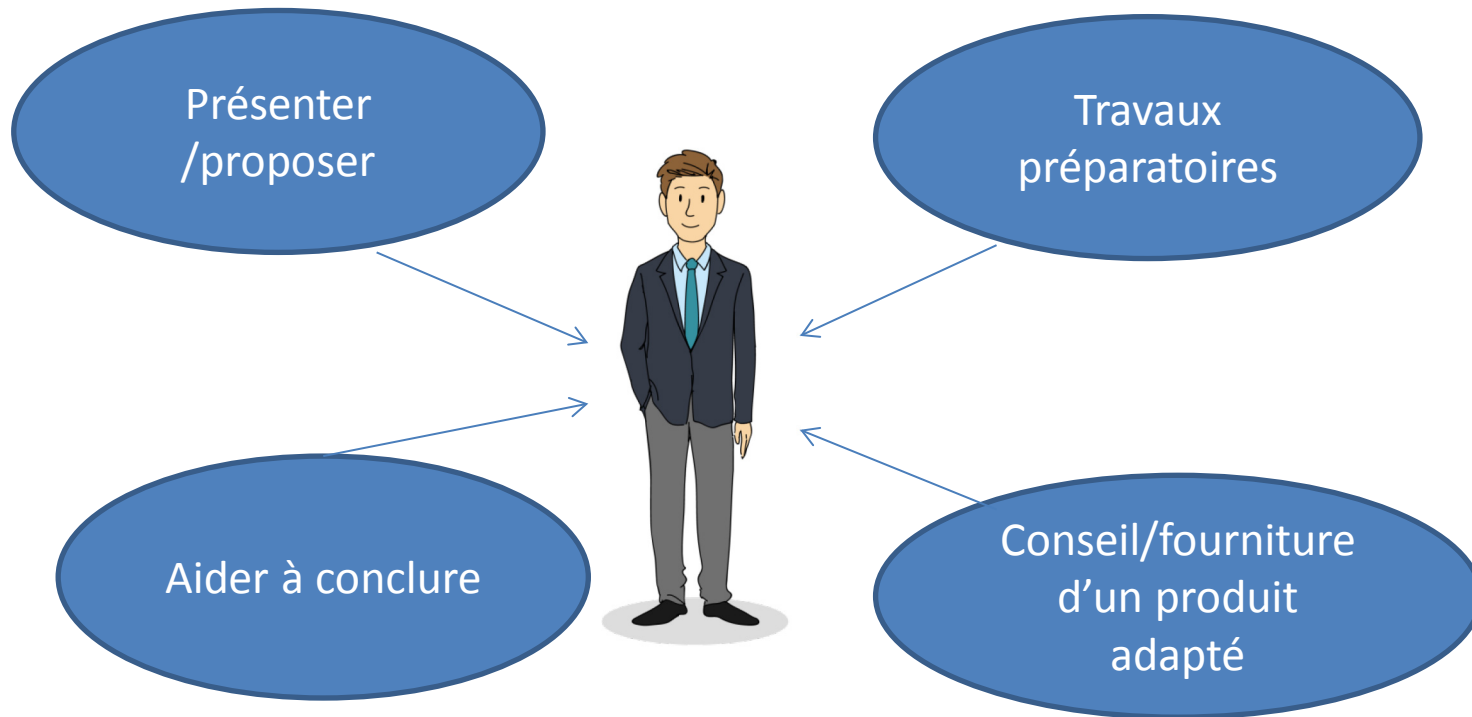 Présenter
/proposer
Travaux
préparatoires
Aider à conclure
Conseil/fourniture
d’un produit
adapté